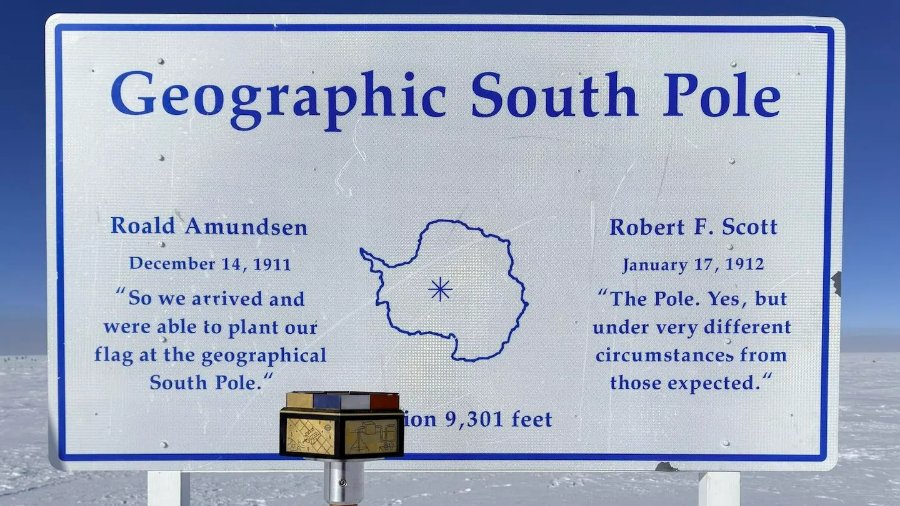 Geographic South Pole
Roald Amundsen
December 14, 1911
“So we arrived and
were able to plant our
flag at the geographical
South Pole.“
Robert F. Scott
January 17, 1912
“The Pole. Yes, but
under very different
circumstances from
those expected.“
9,301 feet